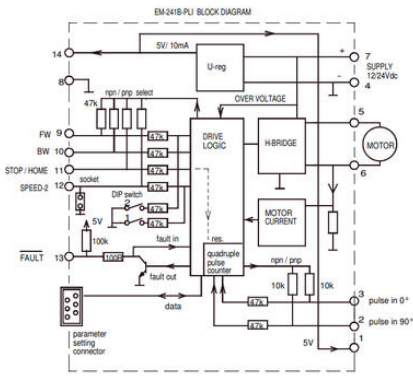 EM-241B-PLI BLOCK DIAGRAM
14
5V/ 10mA
U-reg
+
7
SUPPLY
12/24Vdc
-
4
8
npn / pnp select
47k
OVER VOLTAGE
5
FW
9
47k
BW
10
47k
STOP / HOME
11
47k
SPEED-2
12
47k
DRIVE
LOGIC
H-BRIDGE
MOTOR
6
socket
DIP switch
2
47k
1
47k
MOTOR
CURRENT
5V
100k
fault in
res.
FAULT
13
100R
quadruple
pulse
counter
npn / pnp
fault out
10k
10k
data
47k
3
pulse in 0°
47k
2
pulse in 90°
parameter
setting
connector
5V
1